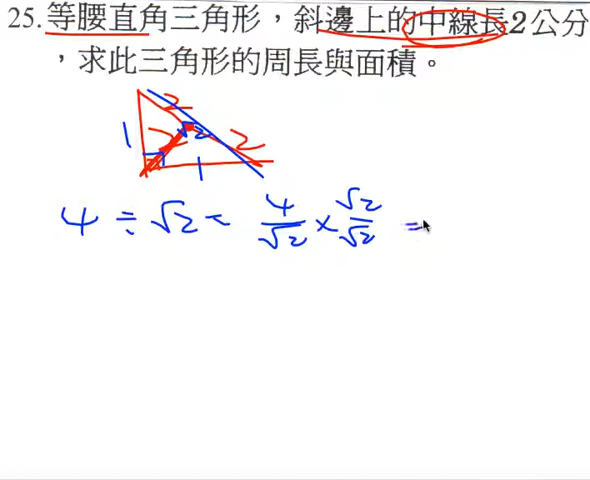 25.等腰直角三角形，斜邊上的中線長2公分
，求此三角形的周長與面積。
2
1 2 √2 2
1
4 ÷ √2 = 4/√2 × √2/√2 =